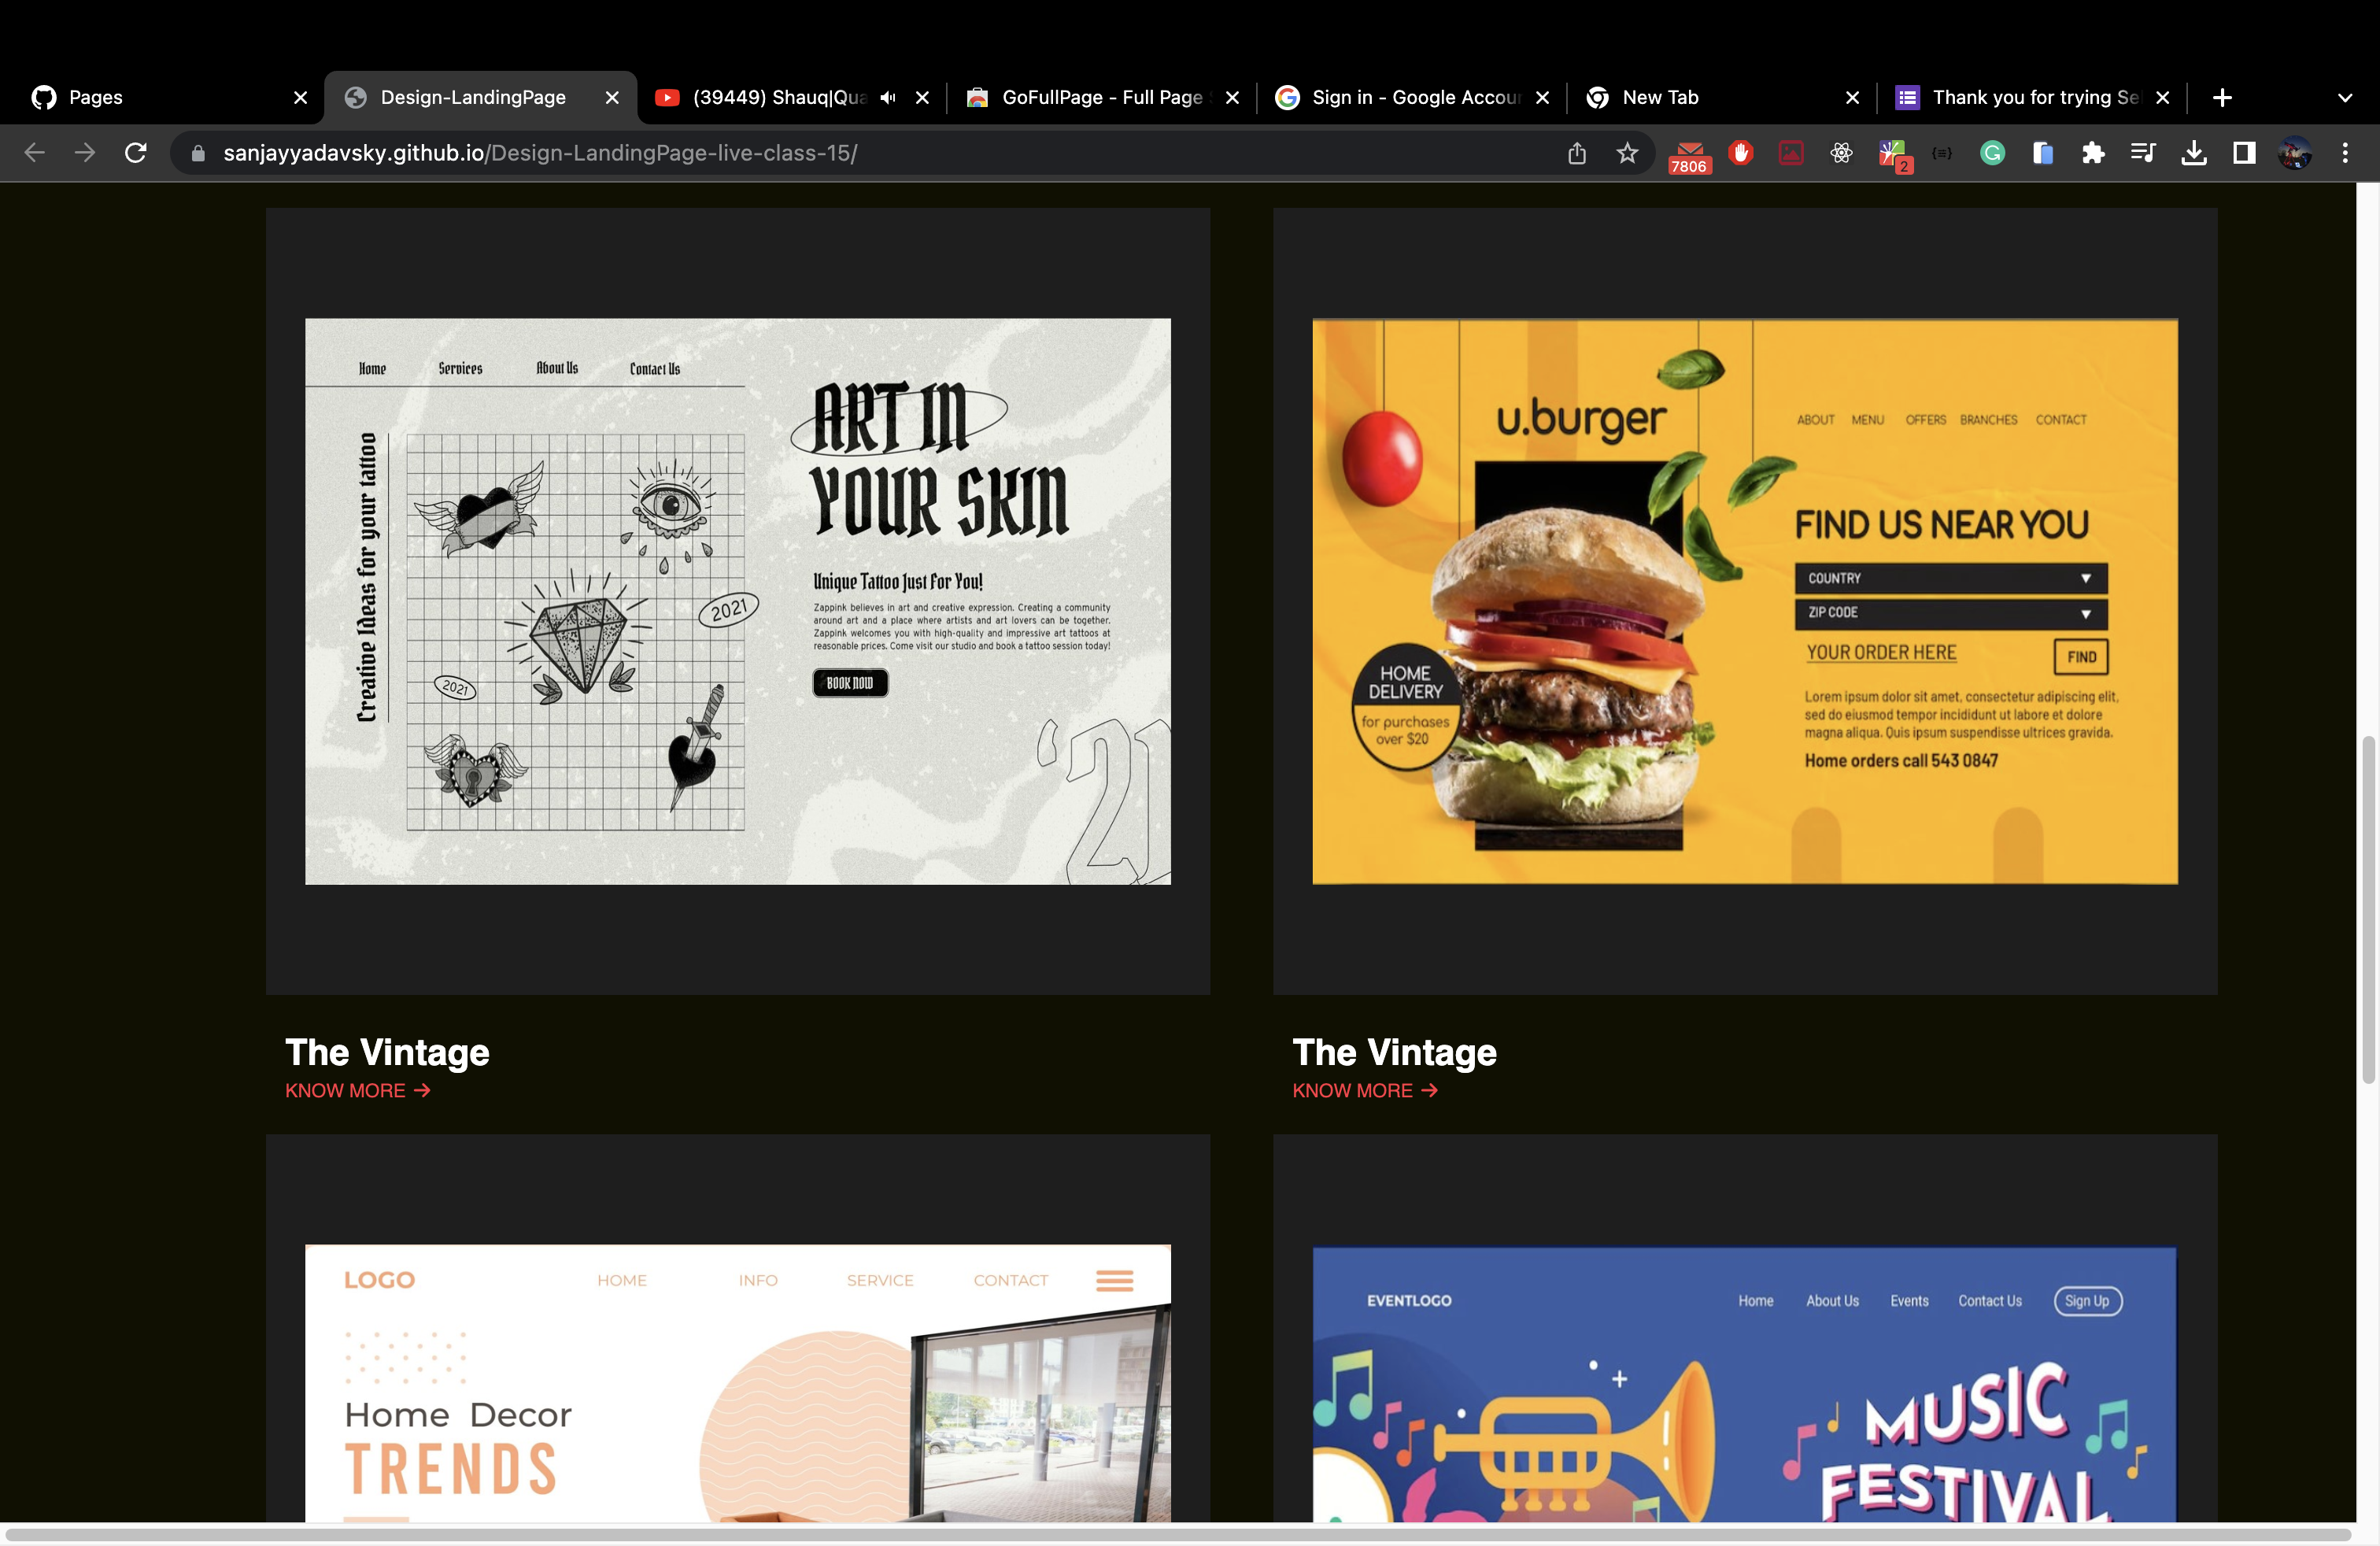 Pages
Design-LandingPage
(39449) Shauq|Qua
GoFullPage - Full Page
Sign in - Google Accour
New Tab
Thank you for trying Se
sanjayyadavsky.github.io/Design-LandingPage-live-class-15/
7806
2
Home Services About Us Contact Us
Creative Ideas for your tattoo
2021
2021
ART IN
YOUR SKIN
Unique Tattoo Just For You!
Zappink believes in art and creative expression. Creating a community
around art and a place where artists and art lovers can be together.
Zappink welcomes you with high-quality and impressive art tattoos at
reasonable prices. Come visit our studio and book a tattoo session today!
BOOK NOW
'21
u.burger
ABOUT MENU OFFERS BRANCHES CONTACT
FIND US NEAR YOU
COUNTRY
ZIP CODE
YOUR ORDER HERE
FIND
HOME
DELIVERY
for purchases
over $20
Lorem ipsum dolor sit amet, consectetur adipiscing elit,
sed do eiusmod tempor incididunt ut labore et dolore
magna aliqua. Quis ipsum suspendisse ultrices gravida.
Home orders call 543 0847
The Vintage
KNOW MORE →
The Vintage
KNOW MORE →
LOGO
HOME INFO SERVICE CONTACT
Home Decor
TRENDS
EVENTLOGO
Home About Us Events Contact Us Sign Up
MUSIC
FESTIVAL